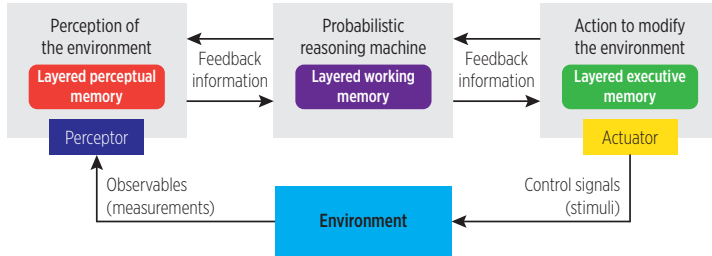 Perception of
the environment
Layered perceptual
memory
Perceptor
Feedback
information
Probabilistic
reasoning machine
Layered working
memory
Feedback
information
Action to modify
the environment
Layered executive
memory
Actuator
Observables
(measurements)
Environment
Control signals
(stimuli)